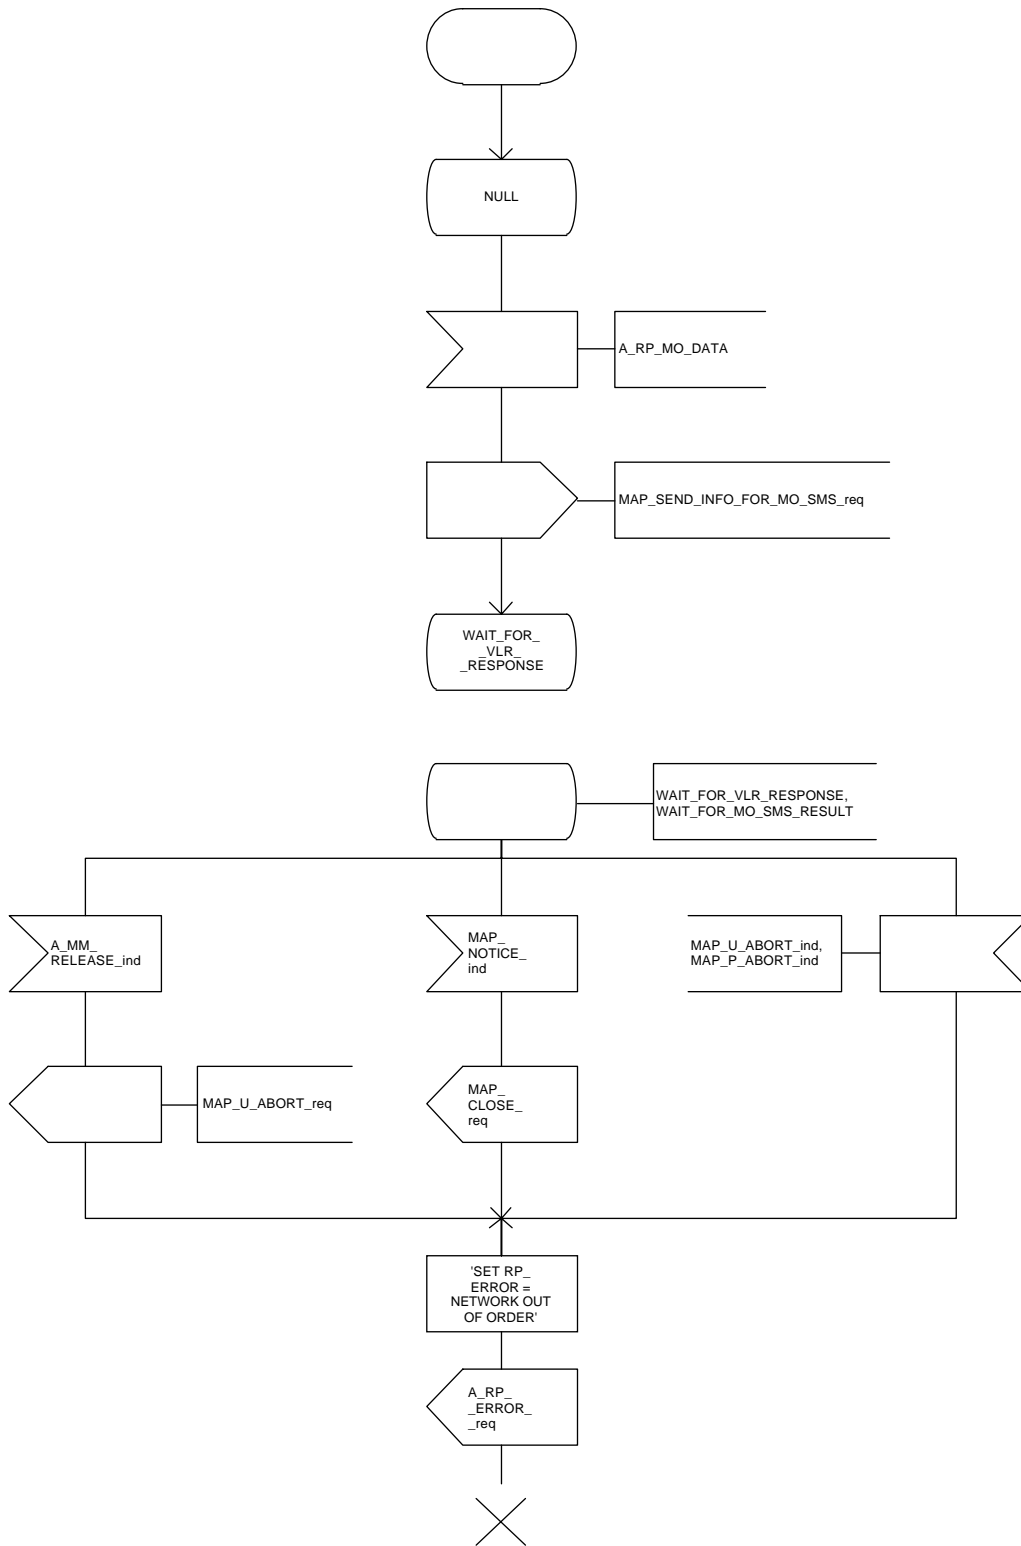 NULL
A_RP_MO_DATA
MAP_SEND_INFO_FOR_MO_SMS_req
WAIT_FOR_
_VLR_
_RESPONSE
WAIT_FOR_VLR_RESPONSE,
WAIT_FOR_MO_SMS_RESULT
A_MM_
RELEASE_ind
MAP_
NOTICE_
ind
MAP_U_ABORT_ind,
MAP_P_ABORT_ind
MAP_U_ABORT_req
MAP_
CLOSE_
req
'SET RP_
ERROR =
NETWORK OUT
OF ORDER'
A_RP_
_ERROR_
_req